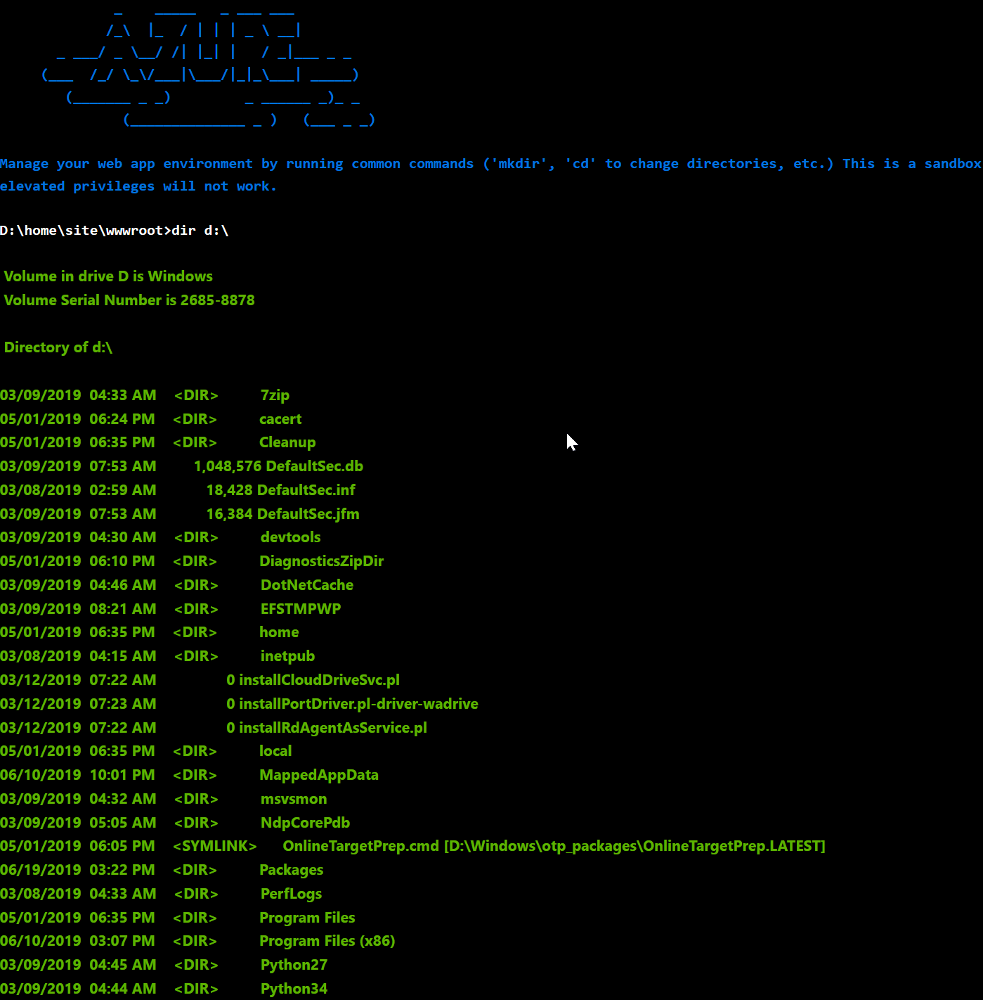 _    _____   _ ___ ___
             /_\  |_  / | | | _ \ __|
       _ ___/ _ \__/ /| |_| |   / _|___ _ _
     (___  /_/ \_\/___|\___/|_|_\___| _____)
        (_______ _ _)         _ ______ _)_ _
               (______________ _ )   (___ _ _)
Manage your web app environment by running common commands ('mkdir', 'cd' to change directories, etc.) This is a sandbox
elevated privileges will not work.
D:\home\site\wwwroot>dir d:\
Volume in drive D is Windows
Volume Serial Number is 2685-8878
Directory of d:\
03/09/2019  04:33 AM    <DIR>          7zip
05/01/2019  06:24 PM    <DIR>          cacert
05/01/2019  06:35 PM    <DIR>          Cleanup
03/09/2019  07:53 AM         1,048,576 DefaultSec.db
03/08/2019  02:59 AM            18,428 DefaultSec.inf
03/09/2019  07:53 AM            16,384 DefaultSec.jfm
03/09/2019  04:30 AM    <DIR>          devtools
05/01/2019  06:10 PM    <DIR>          DiagnosticsZipDir
03/09/2019  04:46 AM    <DIR>          DotNetCache
03/09/2019  08:21 AM    <DIR>          EFSTMPWP
05/01/2019  06:35 PM    <DIR>          home
03/08/2019  04:15 AM    <DIR>          inetpub
03/12/2019  07:22 AM                 0 installCloudDriveSvc.pl
03/12/2019  07:23 AM                 0 installPortDriver.pl-driver-wadrive
03/12/2019  07:22 AM                 0 installRdAgentAsService.pl
05/01/2019  06:35 PM    <DIR>          local
06/10/2019  10:01 PM    <DIR>          MappedAppData
03/09/2019  04:32 AM    <DIR>          msvsmon
03/09/2019  05:05 AM    <DIR>          NdpCorePdb
05/01/2019  06:05 PM    <SYMLINK>      OnlineTargetPrep.cmd [D:\Windows\otp_packages\OnlineTargetPrep.LATEST]
06/19/2019  03:22 PM    <DIR>          Packages
03/08/2019  04:33 AM    <DIR>          PerfLogs
05/01/2019  06:35 PM    <DIR>          Program Files
06/10/2019  03:07 PM    <DIR>          Program Files (x86)
03/09/2019  04:45 AM    <DIR>          Python27
03/09/2019  04:44 AM    <DIR>          Python34